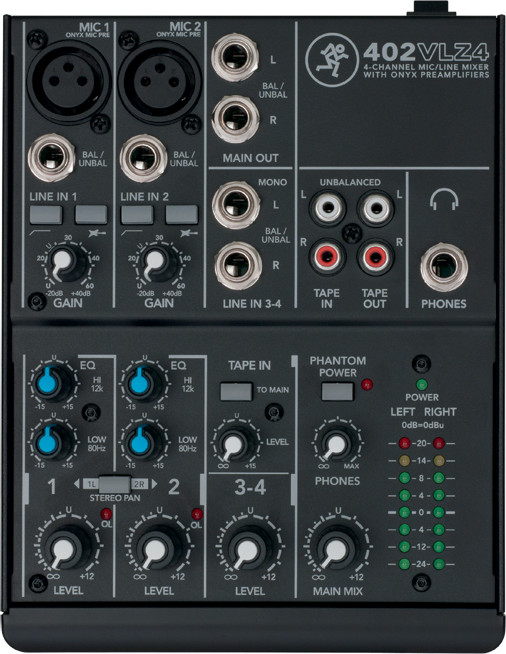 MIC 1
ONYX MIC PRE
MIC 2
ONYX MIC PRE
L
BAL /
UNBAL
R
MAIN OUT
402VLZ4
4-CHANNEL MIC/LINE MIXER
WITH ONYX PREAMPLIFIERS
BAL /
UNBAL
BAL /
UNBAL
LINE IN 1
LINE IN 2
MONO
L
BAL /
UNBAL
R
LINE IN 3-4
UNBALANCED
L
L
R
R
TAPE
IN
TAPE
OUT
PHONES
30
20
40
U
60
-20dB
+40dB
GAIN
30
20
40
U
60
-20dB
+40dB
GAIN
U
EQ
HI
12k
-15
+15
U
LOW
80Hz
-15
+15
U
EQ
HI
12k
-15
+15
U
LOW
80Hz
-15
+15
TAPE IN
TO MAIN
U
LEVEL
∞
+15
PHANTOM
POWER
U
∞
MAX
PHONES
POWER
LEFT RIGHT
0dB=0dBu
20
14
8
4
0
4
12
24
1
1L
2R
STEREO PAN
2
3-4
OL
U
∞
+12
LEVEL
OL
U
∞
+12
LEVEL
U
∞
+12
LEVEL
U
∞
+12
MAIN MIX